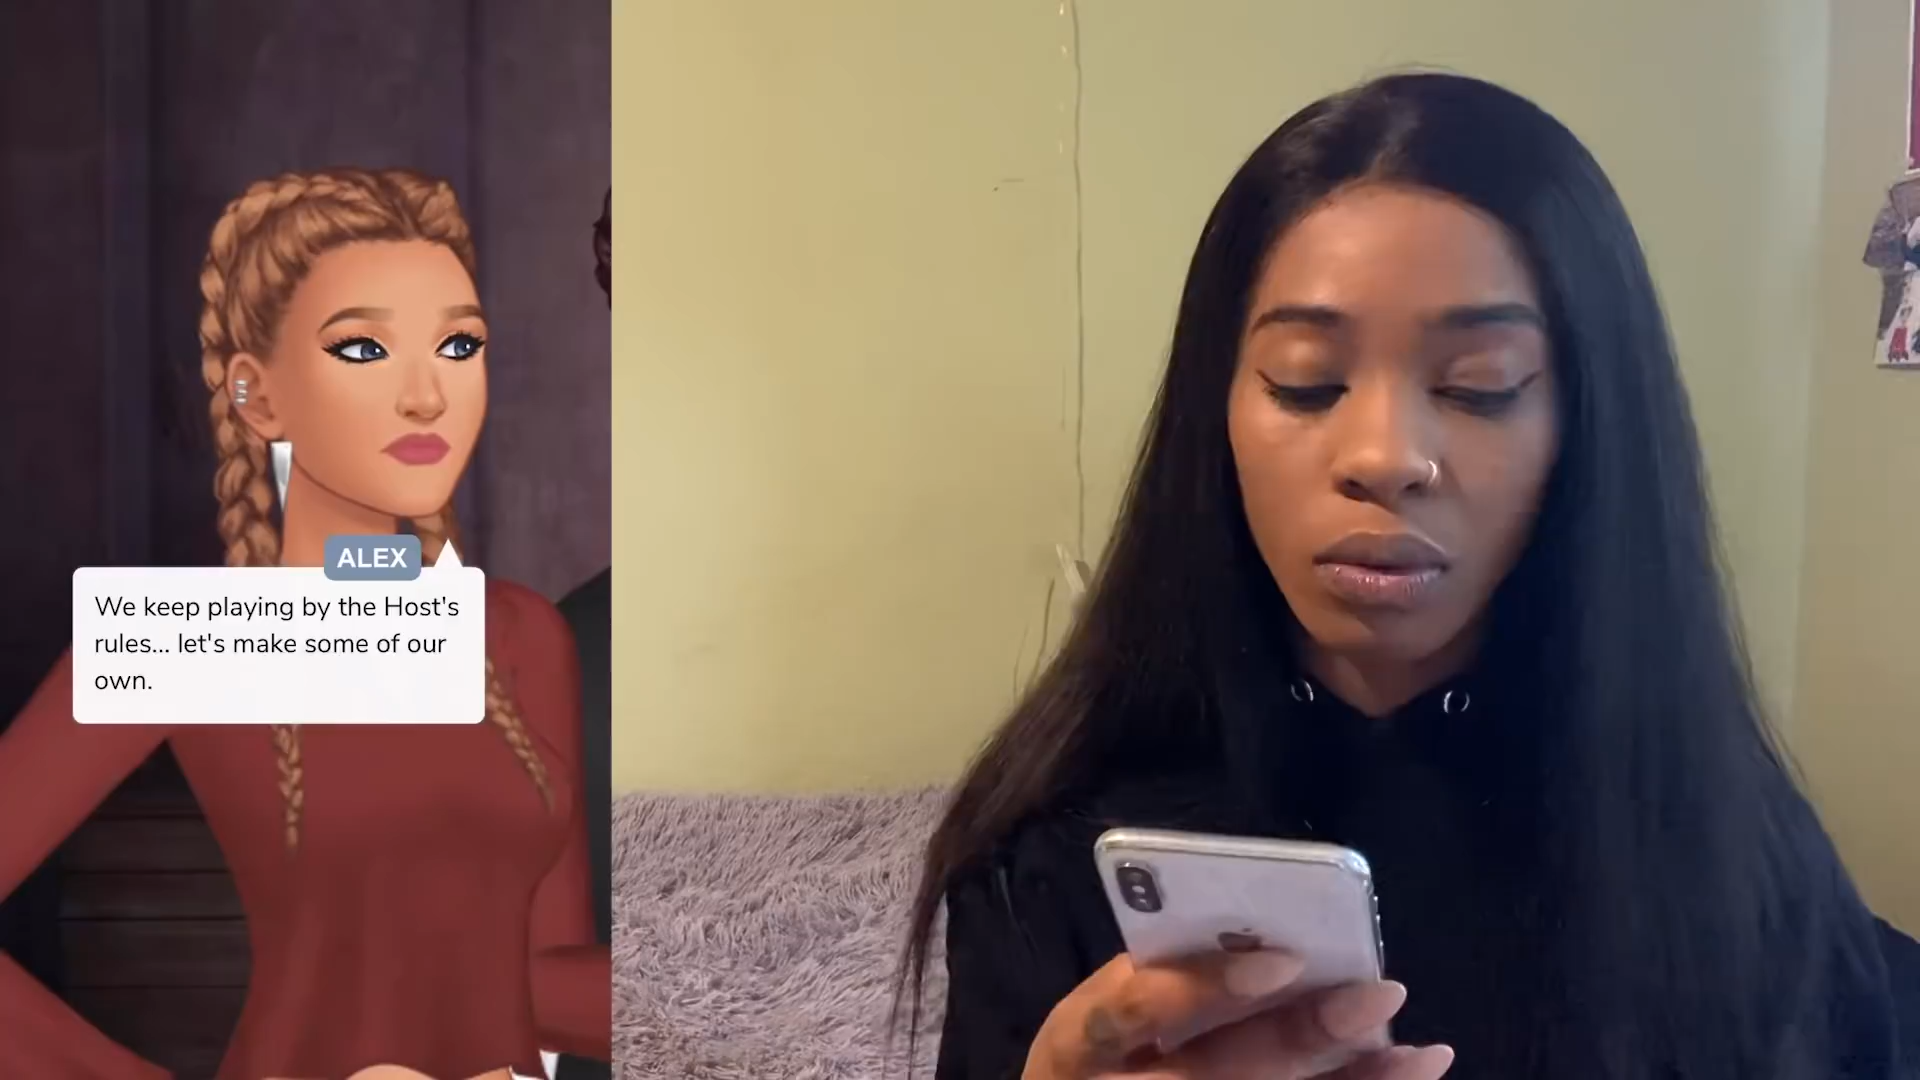 ALEX
We keep playing by the Host's
rules... let's make some of our
own.